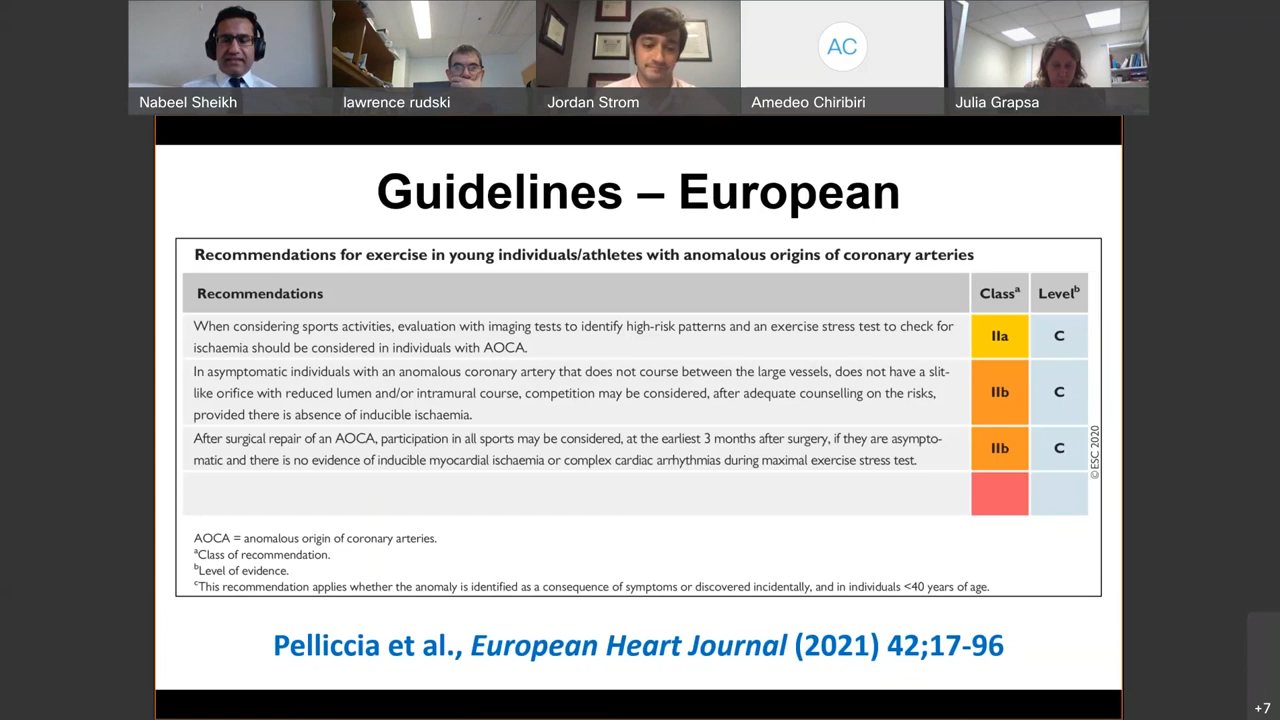 AC
Nabeel Sheikh
lawrence rudski
Jordan Strom
Amedeo Chiribiri
Julia Grapsa
Guidelines – European
Recommendations for exercise in young individuals/athletes with anomalous origins of coronary arteries
Recommendations
Classᵃ
Levelᵇ
When considering sports activities, evaluation with imaging tests to identify high-risk patterns and an exercise stress test to check for
ischaemia should be considered in individuals with AOCA.
IIa
C
In asymptomatic individuals with an anomalous coronary artery that does not course between the large vessels, does not have a slit-
like orifice with reduced lumen and/or intramural course, competition may be considered, after adequate counselling on the risks,
provided there is absence of inducible ischaemia.
IIb
C
After surgical repair of an AOCA, participation in all sports may be considered, at the earliest 3 months after surgery, if they are asympto-
matic and there is no evidence of inducible myocardial ischaemia or complex cardiac arrhythmias during maximal exercise stress test.
IIb
C
©ESC 2020
AOCA = anomalous origin of coronary arteries.
ᵃClass of recommendation.
ᵇLevel of evidence.
ᶜThis recommendation applies whether the anomaly is identified as a consequence of symptoms or discovered incidentally, and in individuals <40 years of age.
Pelliccia et al., European Heart Journal (2021) 42;17-96
+7